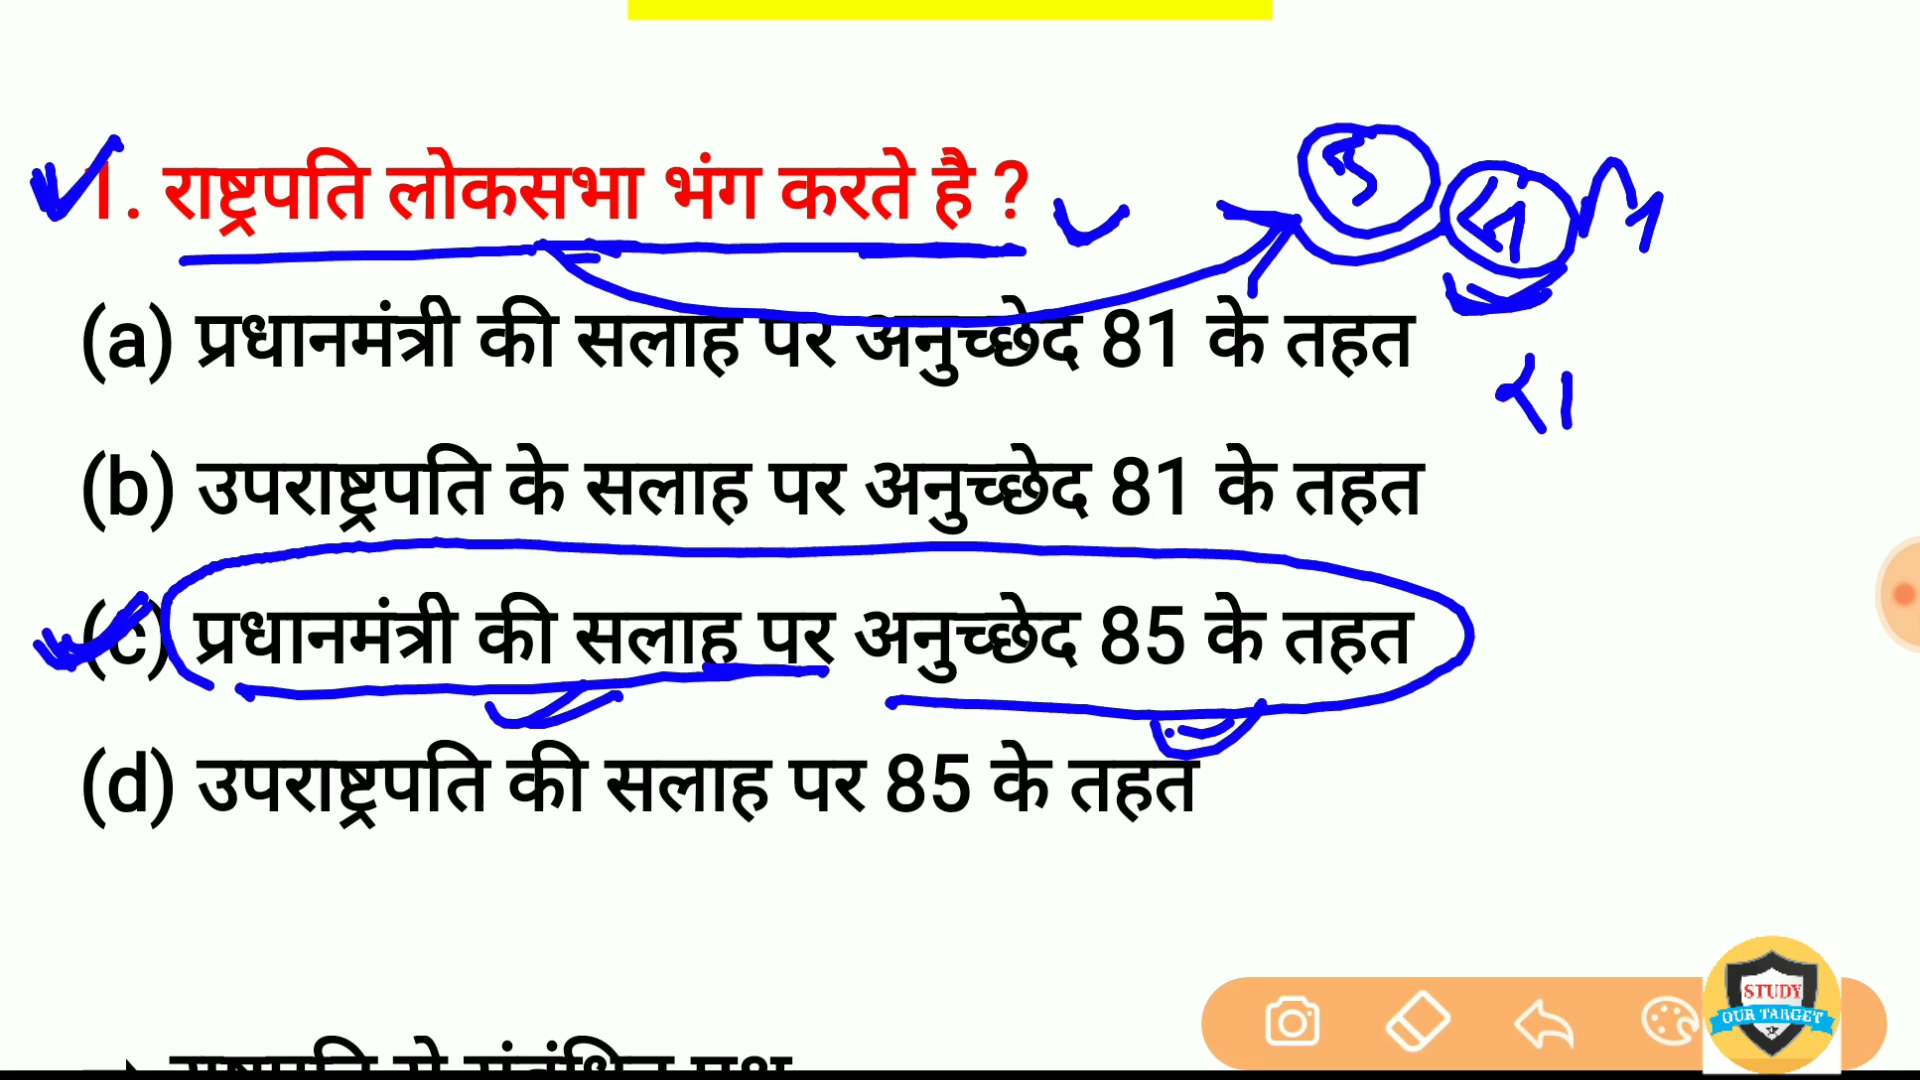 1. राष्ट्रपति लोकसभा भंग करते है ?
(a) प्रधानमंत्री की सलाह पर अनुच्छेद 81 के तहत
(b) उपराष्ट्रपति के सलाह पर अनुच्छेद 81 के तहत
(c) प्रधानमंत्री की सलाह पर अनुच्छेद 85 के तहत
(d) उपराष्ट्रपति की सलाह पर 85 के तहत
STUDY
OUR TARGET